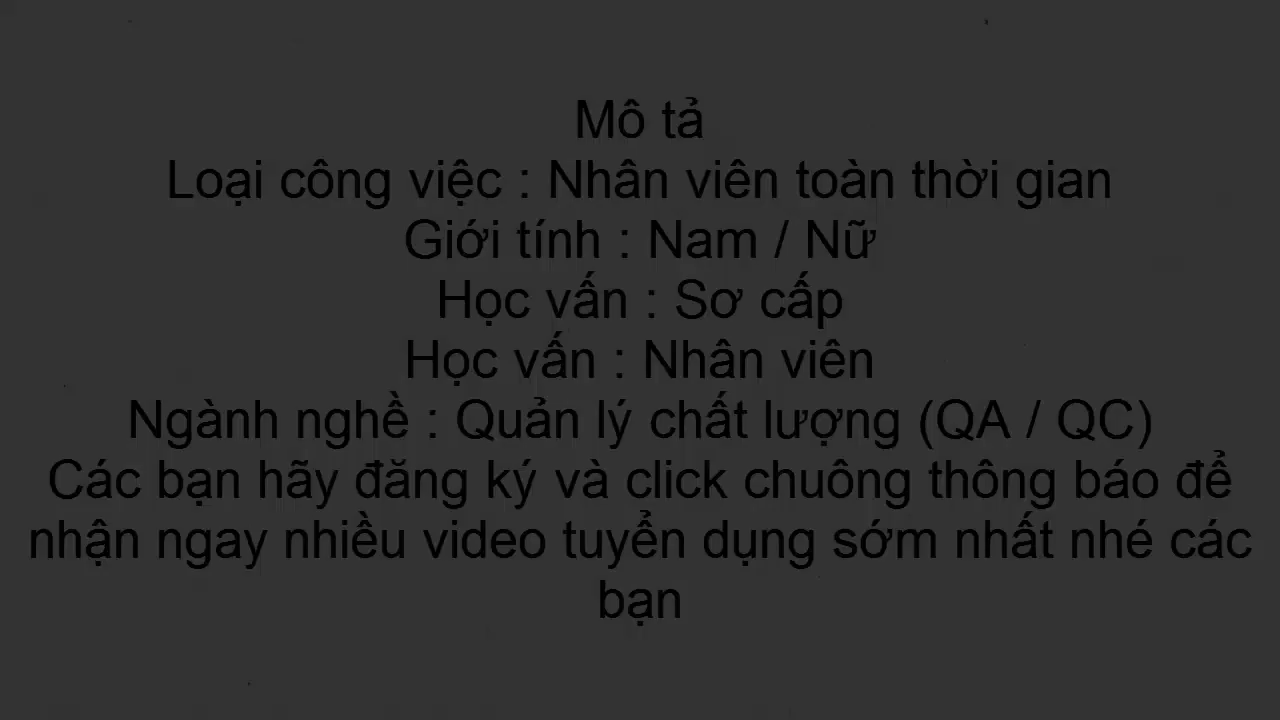 Mô tả
Loại công việc : Nhân viên toàn thời gian
Giới tính : Nam / Nữ
Học vấn : Sơ cấp
Học vấn : Nhân viên
Ngành nghề : Quản lý chất lượng (QA / QC)
Các bạn hãy đăng ký và click chuông thông báo để
nhận ngay nhiều video tuyển dụng sớm nhất nhé các
bạn